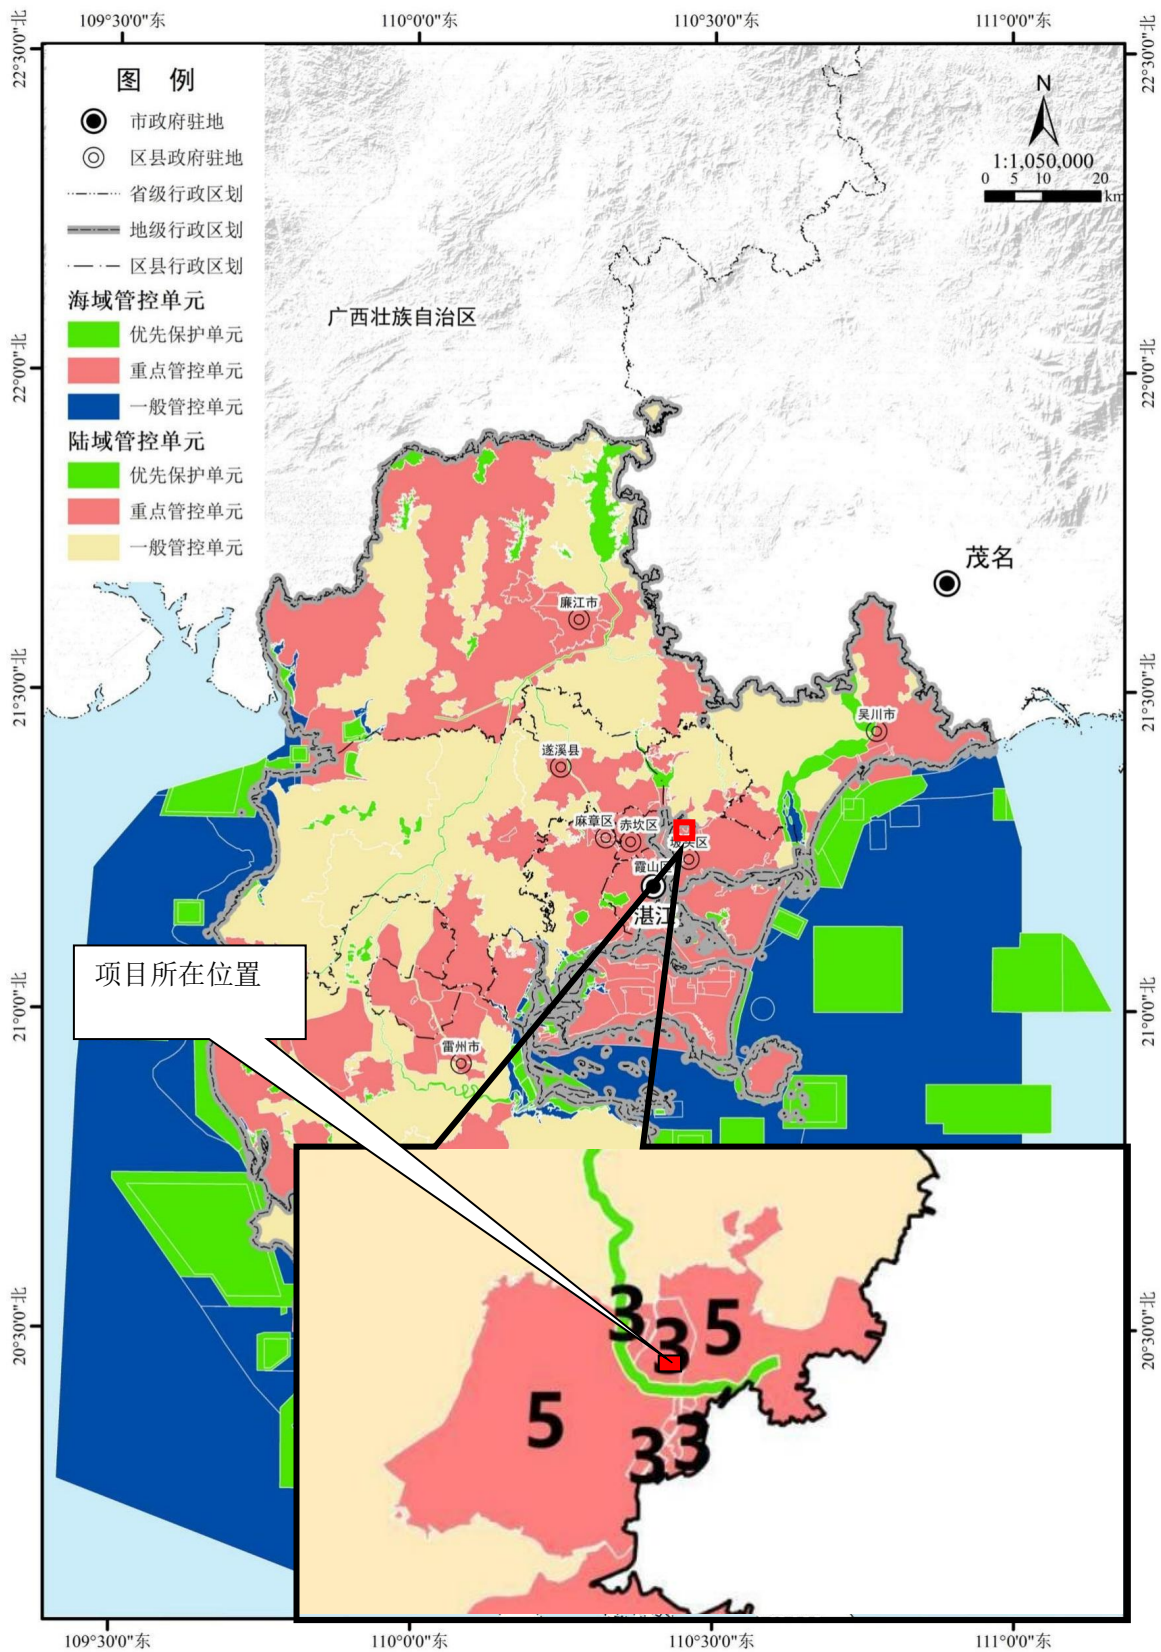 109°30'0"东
110°0'0"东
110°30'0"东
111°0'0"东
22°30'0"北
22°30'0"北
图 例
市政府驻地
区县政府驻地
省级行政区划
地级行政区划
区县行政区划
海域管控单元
优先保护单元
重点管控单元
一般管控单元
陆域管控单元
优先保护单元
重点管控单元
一般管控单元
N
1:1,050,000
0 5 10 20
km
广西壮族自治区
22°0'0"北
22°0'0"北
茂名
廉江市
21°30'0"北
21°30'0"北
吴川市
遂溪县
麻章区
赤坎区
坡头区
霞山区
湛江
项目所在位置
21°0'0"北
21°0'0"北
雷州市
3
3
5
5
3
3
20°30'0"北
20°30'0"北
109°30'0"东
110°0'0"东
110°30'0"东
111°0'0"东